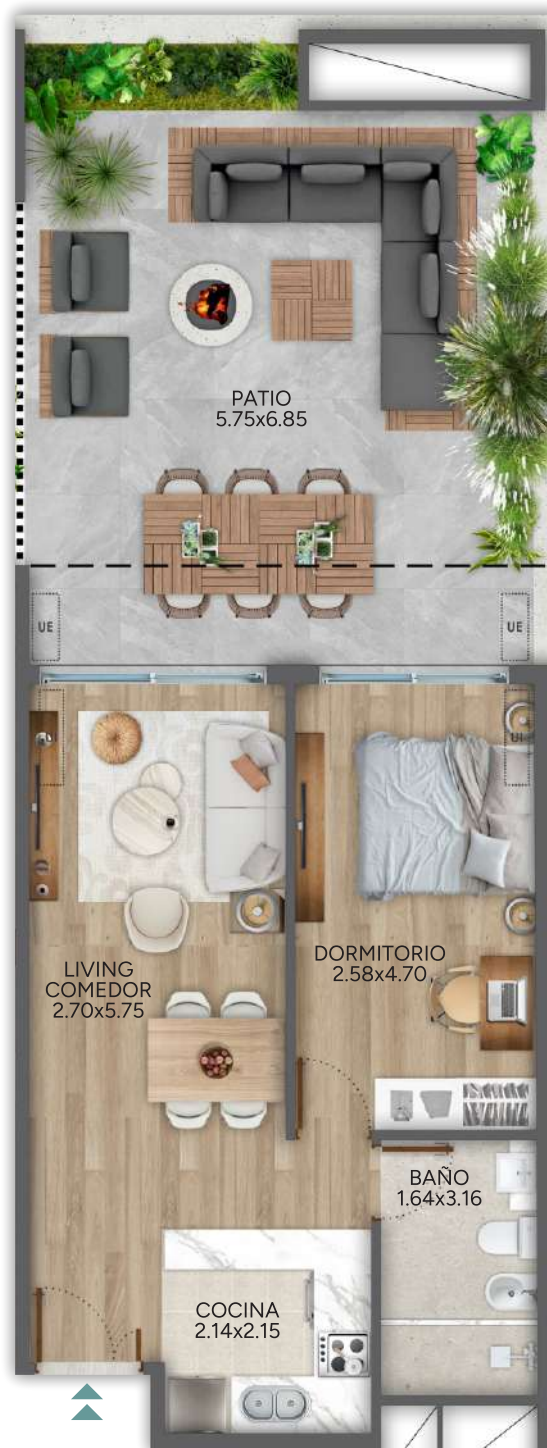 PATIO
5.75x6.85
UE
UE
UI
LIVING
COMEDOR
2.70x5.75
DORMITORIO
2.58x4.70
BAÑO
1.64x3.16
COCINA
2.14x2.15